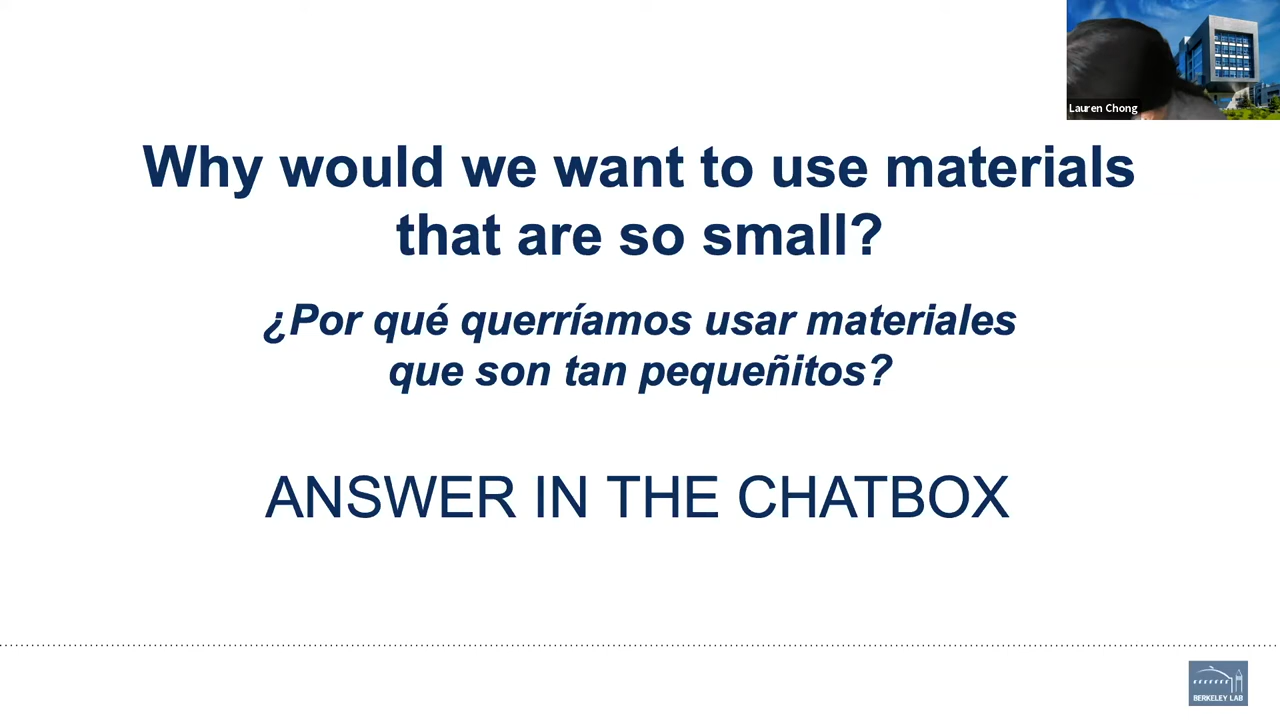 Lauren Chong
Why would we want to use materials
that are so small?
¿Por qué querríamos usar materiales
que son tan pequeñitos?
ANSWER IN THE CHATBOX
BERKELEY LAB